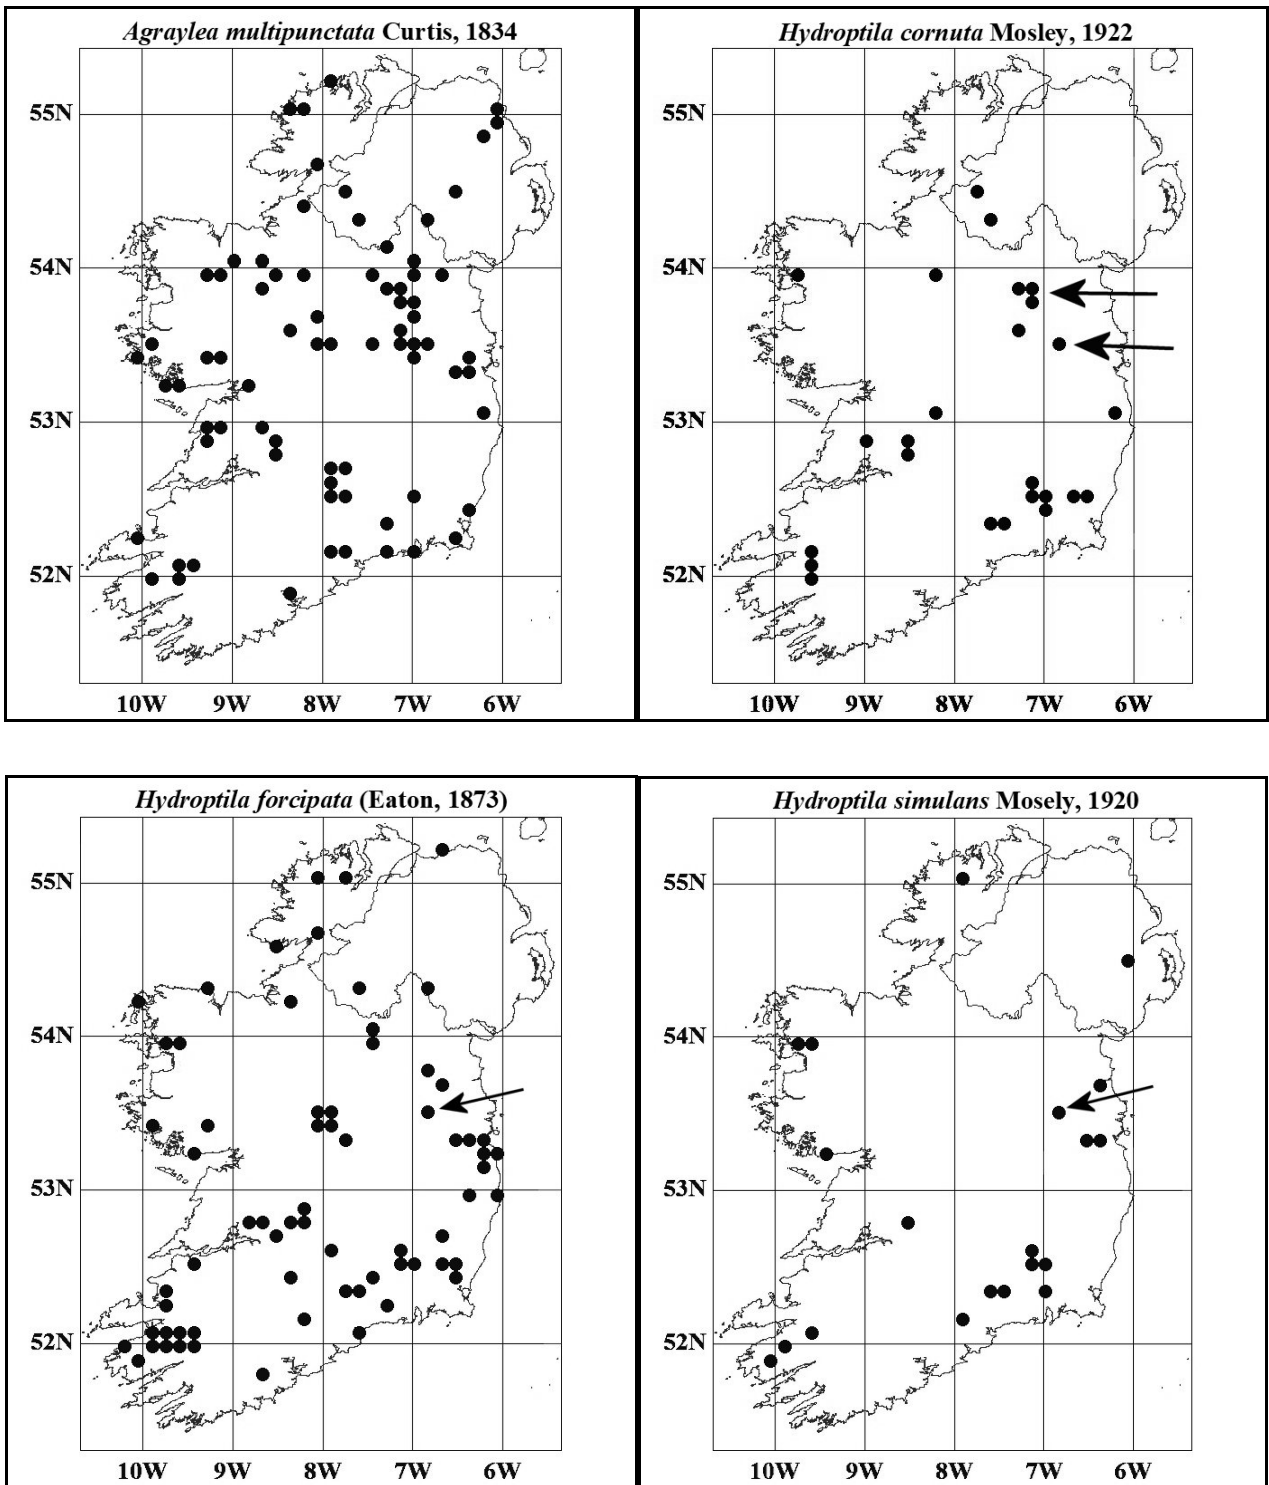 Agraylea multipunctata Curtis, 1834
55N
54N
53N
52N
10W 9W 8W 7W 6W
Hydroptila cornuta Mosley, 1922
55N
54N
53N
52N
10W 9W 8W 7W 6W
Hydroptila forcipata (Eaton, 1873)
55N
54N
53N
52N
10W 9W 8W 7W 6W
Hydroptila simulans Mosely, 1920
55N
54N
53N
52N
10W 9W 8W 7W 6W